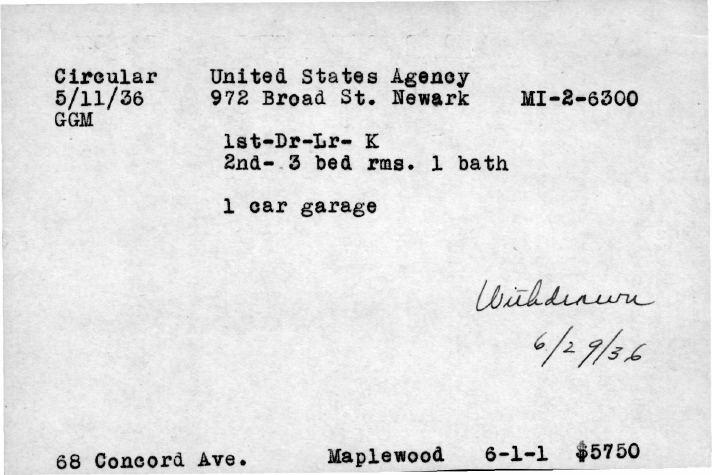 Circular United States Agency
5/11/36 972 Broad St. Newark MI-2-6300
GGM
1st-Dr-Lr- K
2nd- 3 bed rms. 1 bath
1 car garage
Withdrawn
6/29/36
68 Concord Ave. Maplewood 6-1-1 $5750